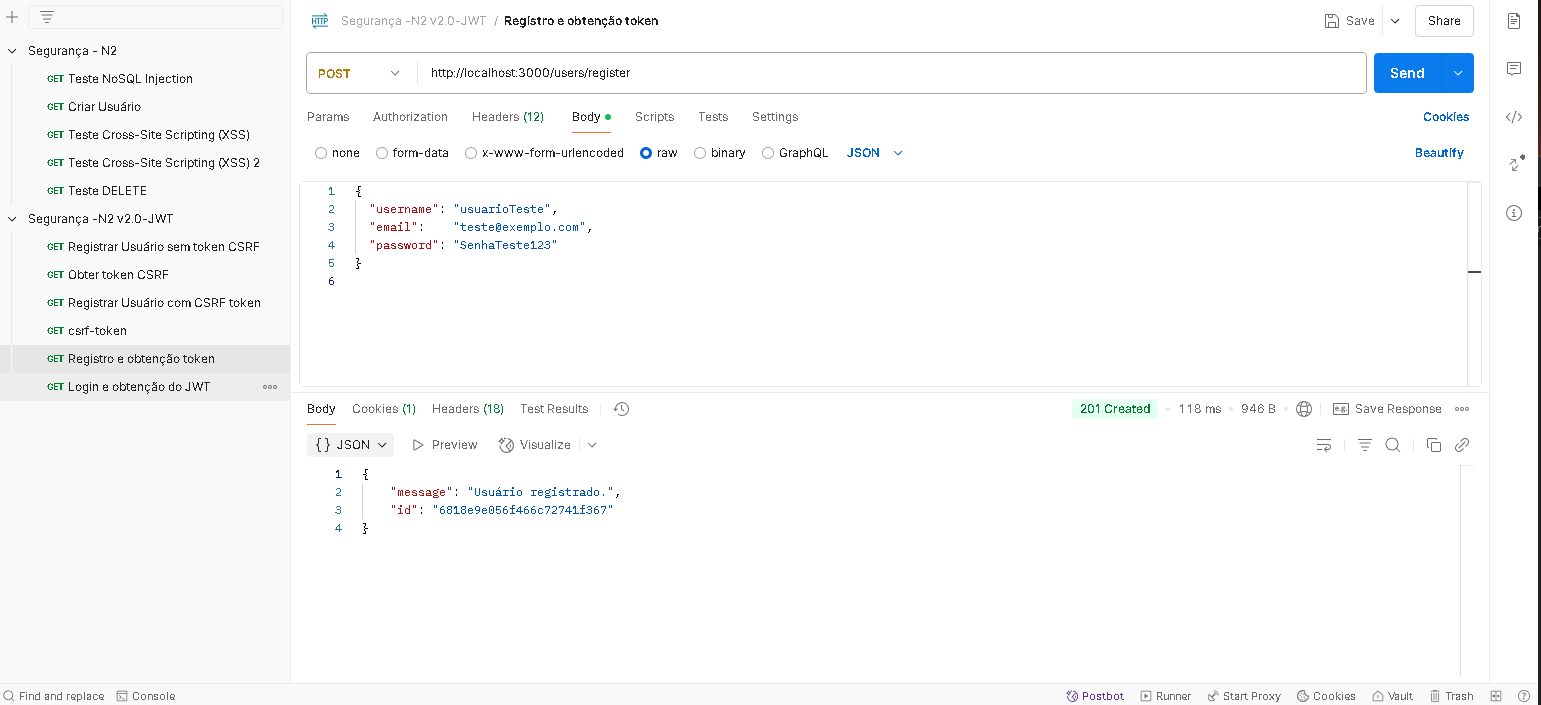 HTTP Segurança -N2 v2.0-JWT / Registro e obtenção token Save Share
Segurança - N2
GET Teste NoSQL Injection
GET Criar Usuário
GET Teste Cross-Site Scripting (XSS)
GET Teste Cross-Site Scripting (XSS) 2
GET Teste DELETE
Segurança -N2 v2.0-JWT
GET Registrar Usuário sem token CSRF
GET Obter token CSRF
GET Registrar Usuário com CSRF token
GET csrf-token
GET Registro e obtenção token
GET Login e obtenção do JWT
POST http://localhost:3000/users/register Send
Params Authorization Headers (12) Body Scripts Tests Settings Cookies
none form-data x-www-form-urlencoded raw binary GraphQL JSON Beautify
1 {
2 "username": "usuarioTeste",
3 "email": "teste@exemplo.com",
4 "password": "SenhaTeste123"
5 }
6
Body Cookies (1) Headers (18) Test Results 201 Created 118 ms 946 B e.g. Save Response
{} JSON Preview Visualize
1 {
2 "message": "Usuário registrado.",
3 "id": "6818e9e056f466c72741f367"
4 }
Find and replace Console Postbot Runner Start Proxy Cookies Vault Trash